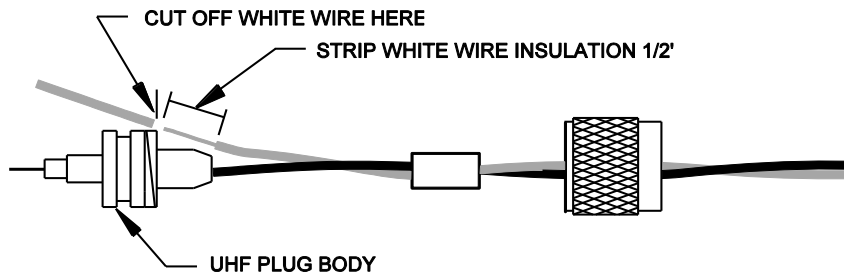 CUT OFF WHITE WIRE HERE
STRIP WHITE WIRE INSULATION 1/2'
UHF PLUG BODY